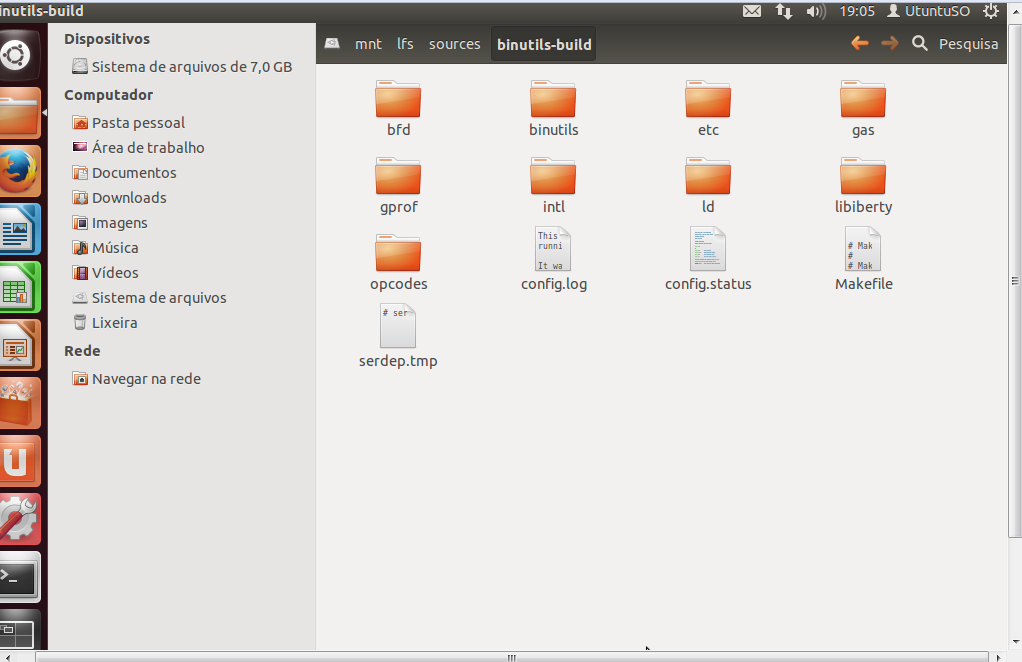 inutils-build
19:05 UtuntuSO
Dispositivos
Sistema de arquivos de 7,0 GB
Computador
Pasta pessoal
Área de trabalho
Documentos
Downloads
Imagens
Música
Vídeos
Sistema de arquivos
Lixeira
Rede
Navegar na rede
mnt lfs sources binutils-build Pesquisa
bfd binutils etc gas
gprof intl ld libiberty
This
runni
It wa
# Mak
#
# Mak
opcodes config.log config.status Makefile
# ser
serdep.tmp